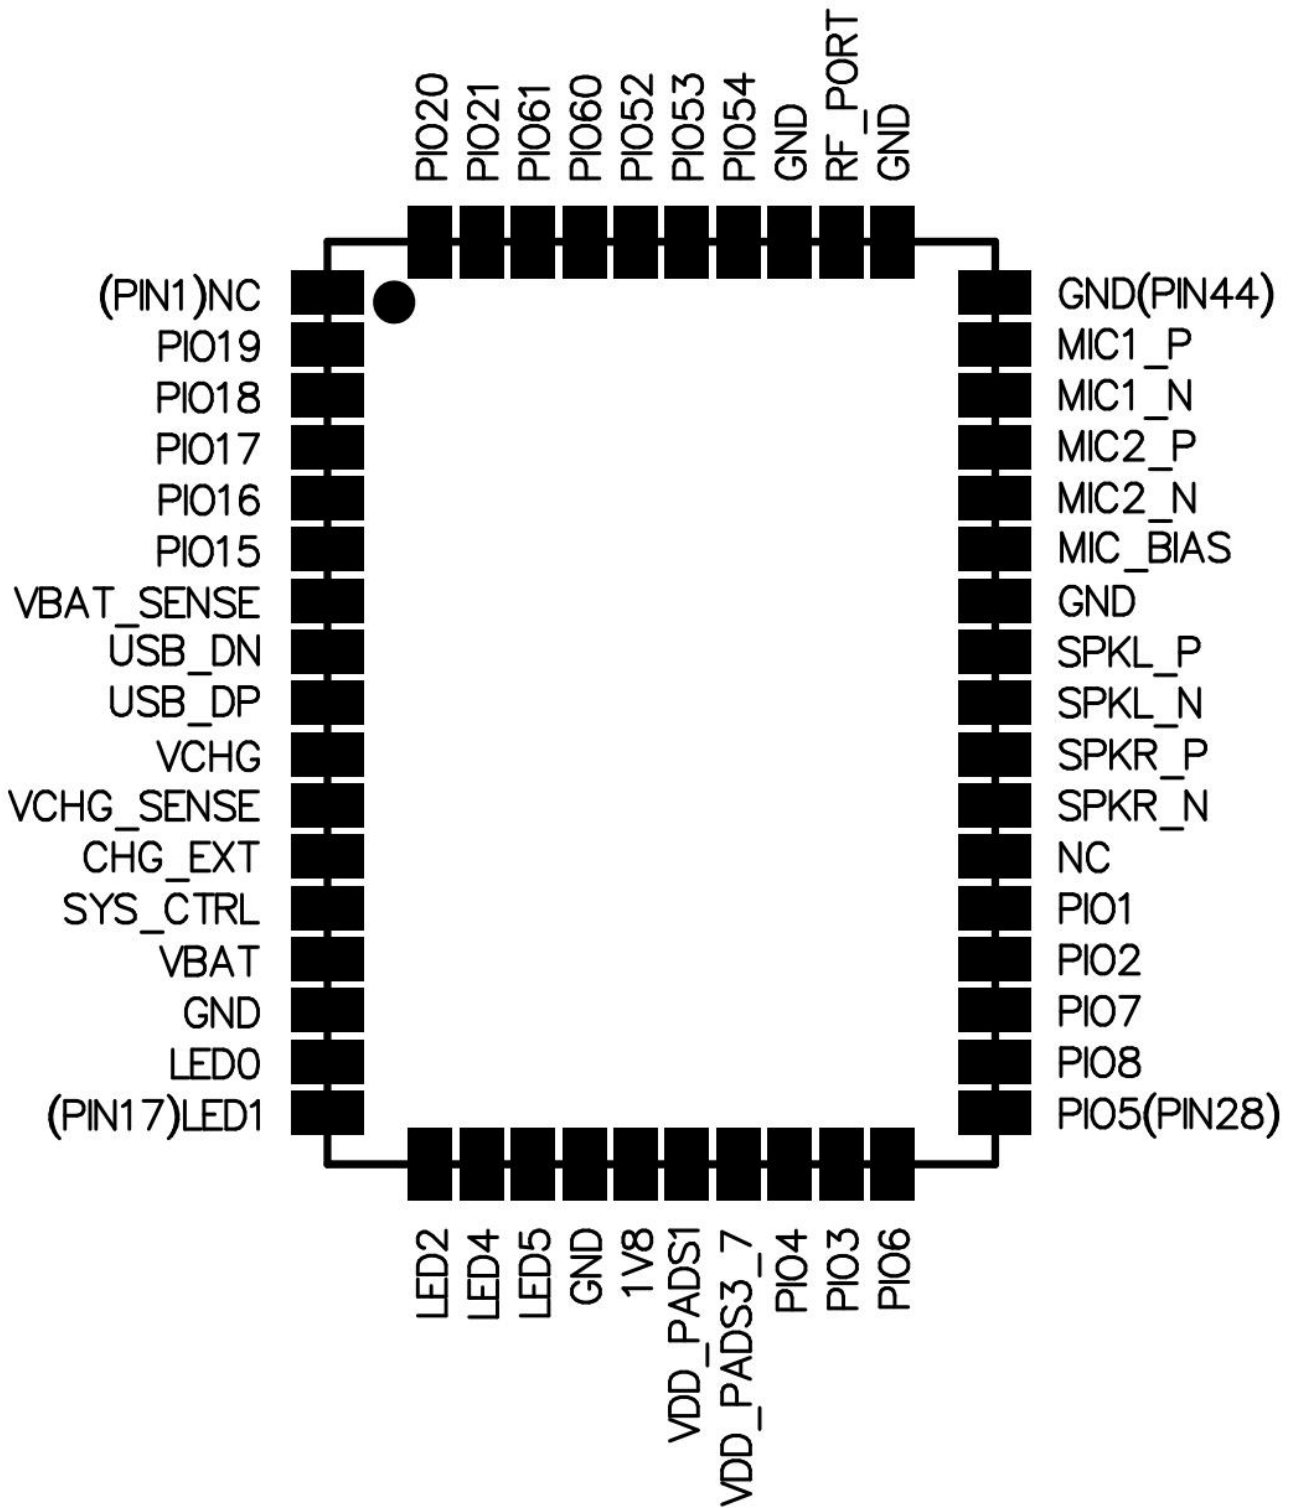 PIO20
PIO21
PIO61
PIO60
PIO52
PIO53
PIO54
GND
RF_PORT
GND
(PIN1)NC
PIO19
PIO18
PIO17
PIO16
PIO15
VBAT_SENSE
USB_DN
USB_DP
VCHG
VCHG_SENSE
CHG_EXT
SYS_CTRL
VBAT
GND
LED0
(PIN17)LED1
GND(PIN44)
MIC1_P
MIC1_N
MIC2_P
MIC2_N
MIC_BIAS
GND
SPKL_P
SPKL_N
SPKR_P
SPKR_N
NC
PIO1
PIO2
PIO7
PIO8
PIO5(PIN28)
LED2
LED4
LED5
GND
1V8
VDD_PADS1
VDD_PADS3_7
PIO4
PIO3
PIO6